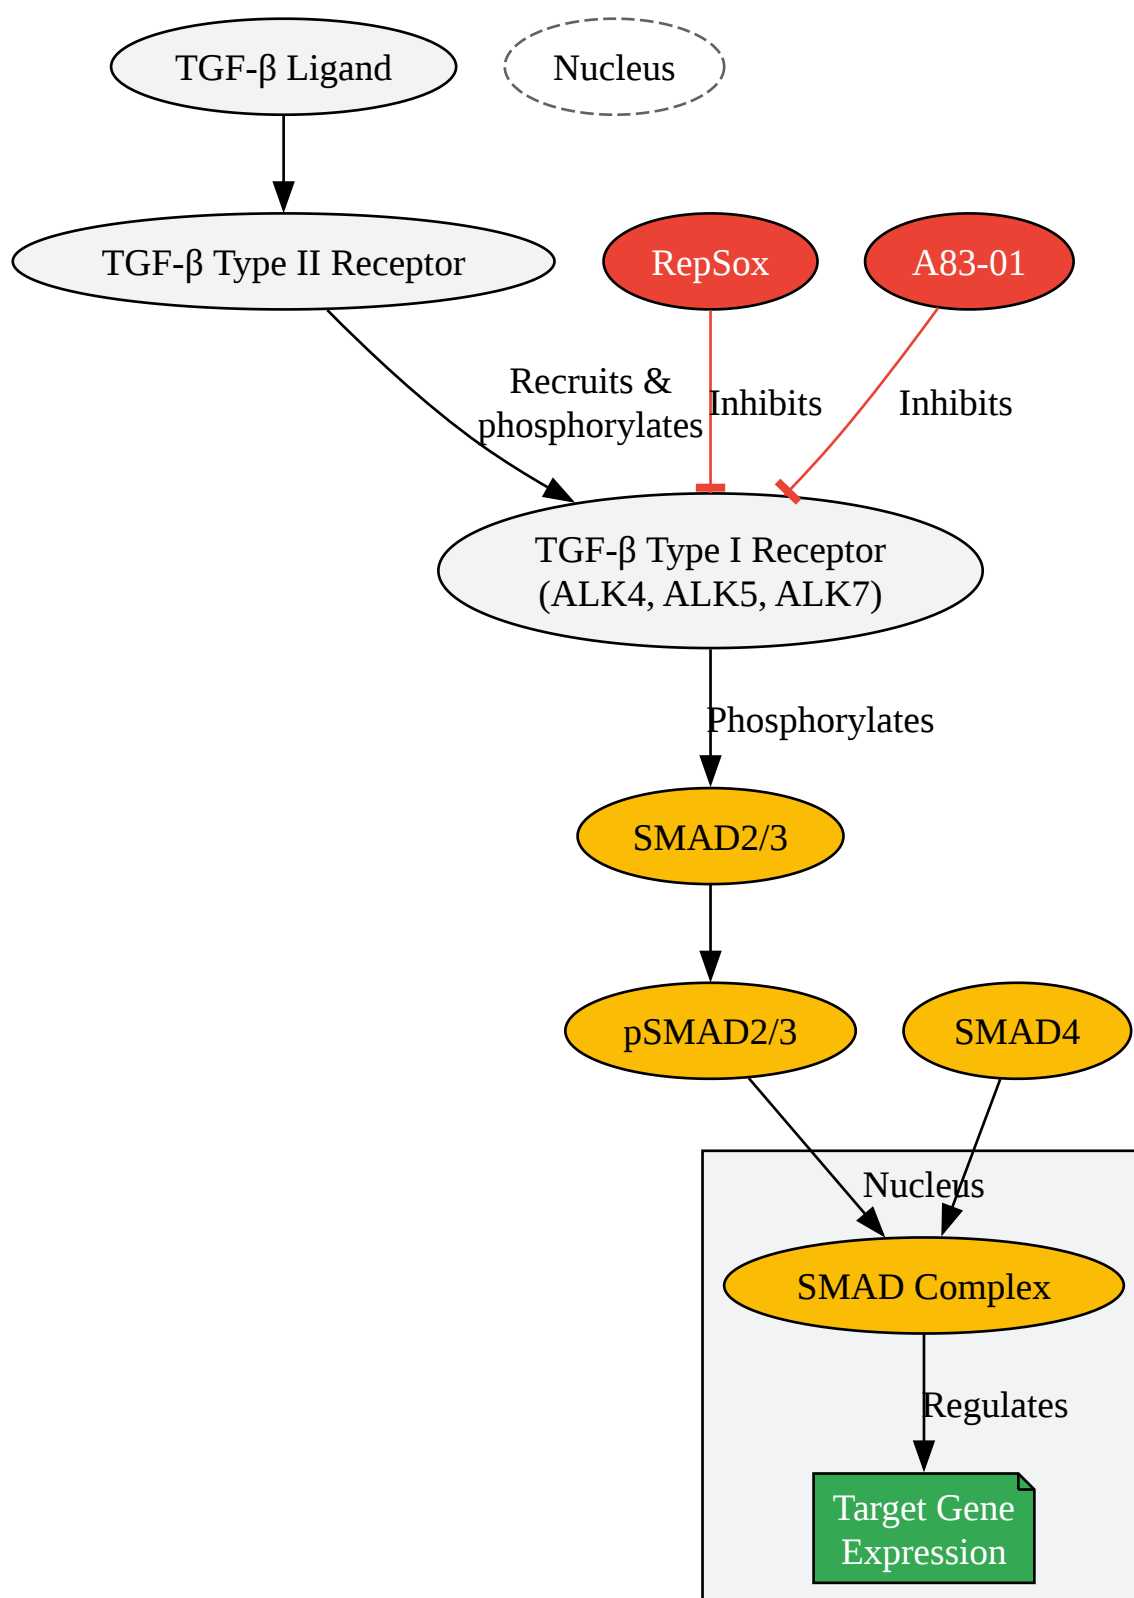 TGF-β Ligand
Nucleus
TGF-β Type II Receptor
RepSox
A83-01
Recruits &
phosphorylates
Inhibits
Inhibits
TGF-β Type I Receptor
(ALK4, ALK5, ALK7)
Phosphorylates
SMAD2/3
pSMAD2/3
SMAD4
Nucleus
SMAD Complex
Regulates
Target Gene
Expression